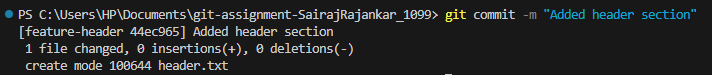 PS C:\Users\HP\Documents\git-assignment-SairajRajankar_1099> git commit -m "Added header section"
[feature-header 44ec965] Added header section
 1 file changed, 0 insertions(+), 0 deletions(-)
 create mode 100644 header.txt